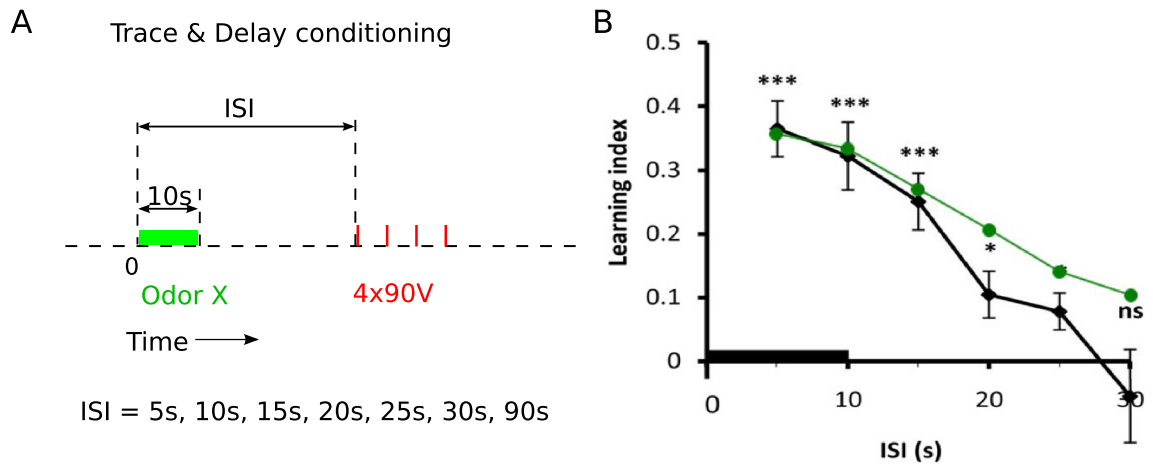 A
Trace & Delay conditioning
ISI
10s
0
Odor X
4x90V
Time
ISI = 5s, 10s, 15s, 20s, 25s, 30s, 90s
B
0.5
0.4
0.3
0.2
0.1
0
Learning index
***
***
***
*
ns
0
10
20
30
ISI (s)